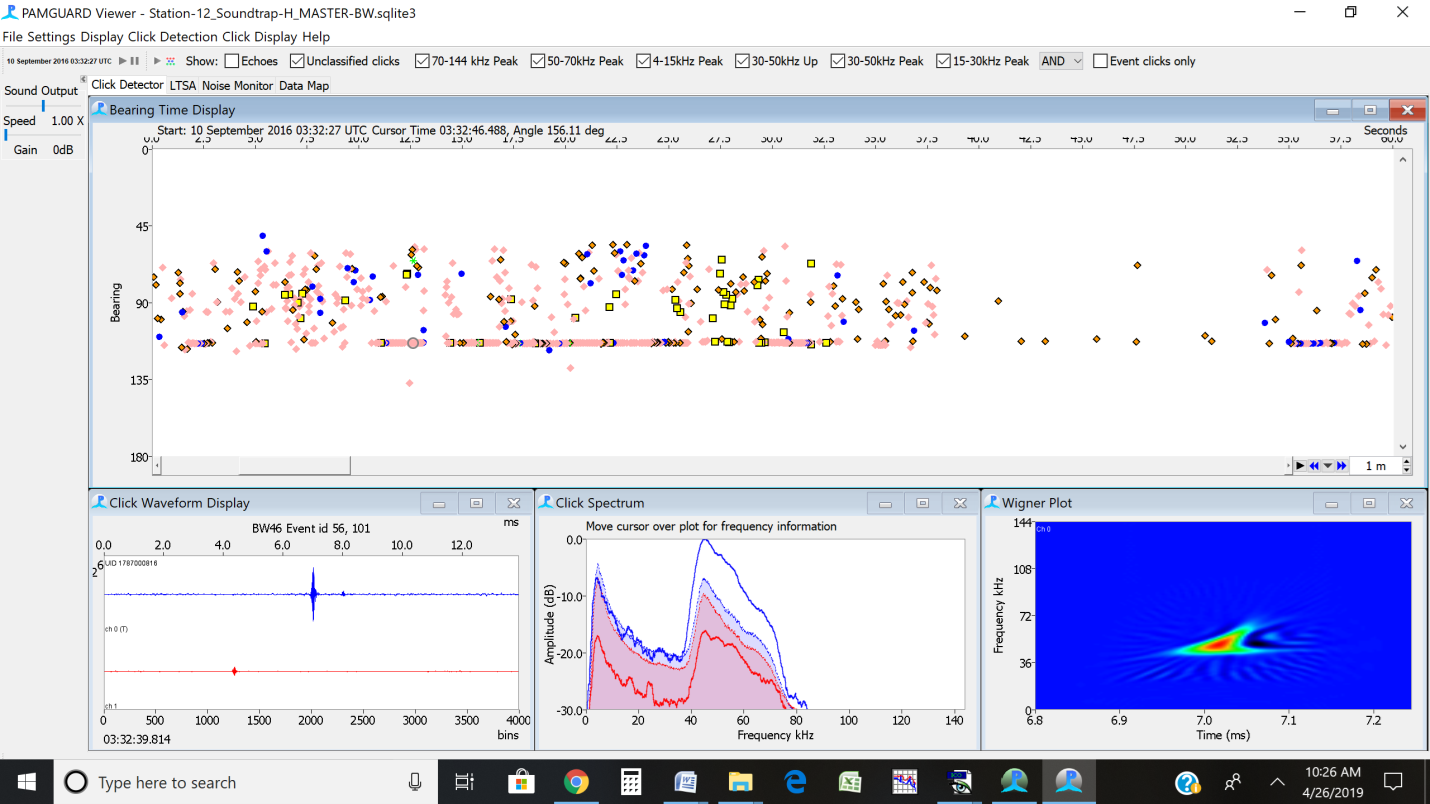 PAMGUARD Viewer - Station-12_Soundtrap-H_MASTER-BW.sqlite3
File Settings Display Click Detection Click Display Help
10 September 2016 03:32:27 UTC Show: Echoes Unclassified clicks 70-144 kHz Peak 50-70kHz Peak 4-15kHz Peak 30-50kHz Up 30-50kHz Peak 15-30kHz Peak AND Event clicks only
Click Detector LTSA Noise Monitor Data Map
Sound Output
Speed 1.00 X
Gain 0dB
Bearing Time Display
Start: 10 September 2016 03:32:27 UTC Cursor Time 03:32:46.488, Angle 156.11 deg Seconds
0.0 2.5 5.0 7.5 10.0 12.5 15.0 17.5 20.0 22.5 25.0 27.5 30.0 32.5 35.0 37.5 40.0 42.5 45.0 47.5 50.0 52.5 55.0 57.5 60.0
0
45
90
135
180
Bearing
1 m
Click Waveform Display
BW46 Event id 56, 101 ms
0.0 2.0 4.0 6.0 8.0 10.0 12.0
UID 1787000816
2^6
ch 0 (T)
ch 1
0 500 1000 1500 2000 2500 3000 3500 4000
03:32:39.814 bins
Click Spectrum
Move cursor over plot for frequency information
0.0
-10.0
-20.0
-30.0
Amplitude (dB)
0 20 40 60 80 100 120 140
Frequency kHz
Wigner Plot
Ch 0
144
108
72
36
0
Frequency kHz
6.8 6.9 7.0 7.1 7.2
Time (ms)
Type here to search
10:26 AM
4/26/2019